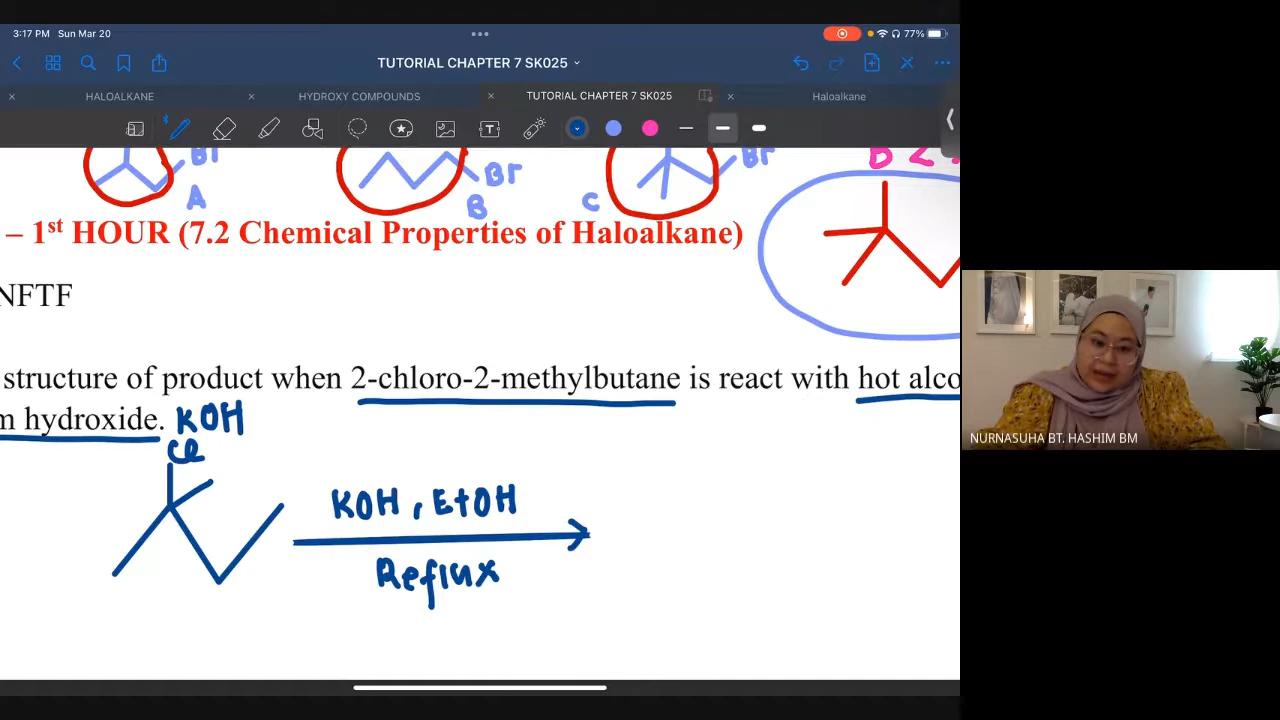 3:17 PM Sun Mar 20
77%
TUTORIAL CHAPTER 7 SK025
HALOALKANE
HYDROXY COMPOUNDS
TUTORIAL CHAPTER 7 SK025
Haloalkane
Br
A
Br
B
C
Br
B <
– 1st HOUR (7.2 Chemical Properties of Haloalkane)
NFTF
structure of product when 2-chloro-2-methylbutane is react with hot alco
m hydroxide. KOH
Cl
KOH, EtOH
Reflux
NURNASUHA BT. HASHIM BM